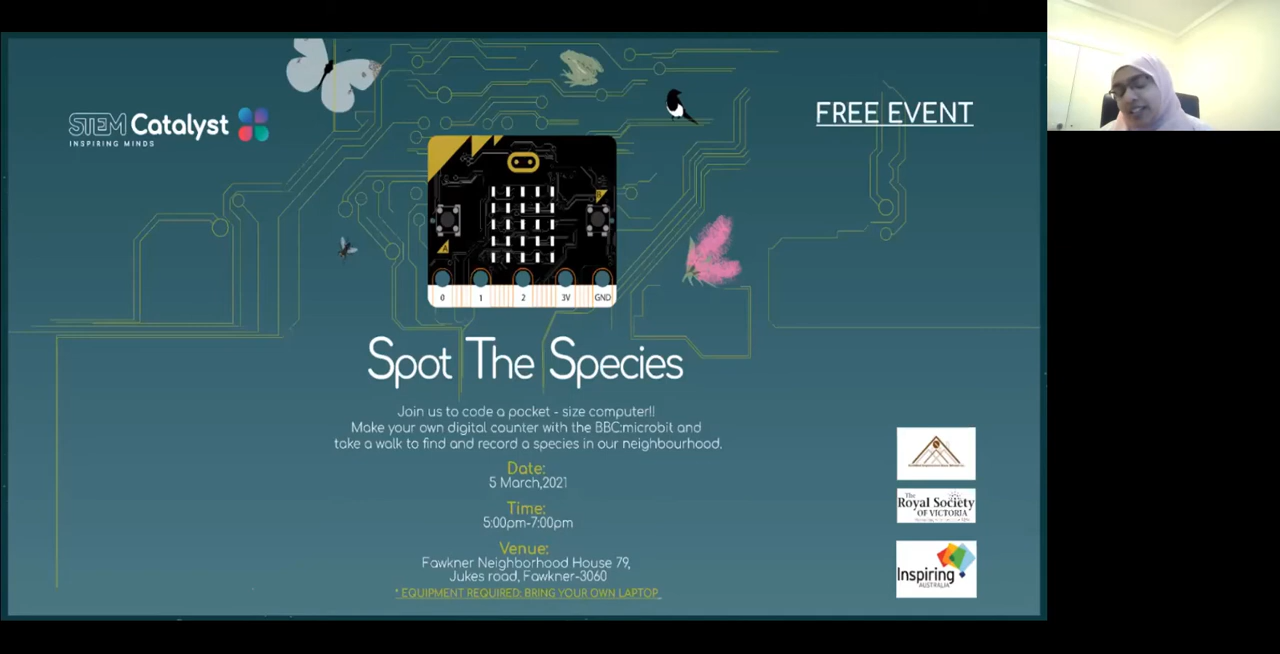 STEM Catalyst
INSPIRING MINDS
FREE EVENT
B
A
0 1 2 3V GND
Spot The Species
Join us to code a pocket - size computer!!
Make your own digital counter with the BBC:microbit and
take a walk to find and record a species in our neighbourhood.
Date:
5 March,2021
Time:
5:00pm-7:00pm
Venue:
Fawkner Neighborhood House 79,
Jukes road, Fawkner-3060
* EQUIPMENT REQUIRED: BRING YOUR OWN LAPTOP
The
Royal Society
OF VICTORIA
Inspiring
AUSTRALIA